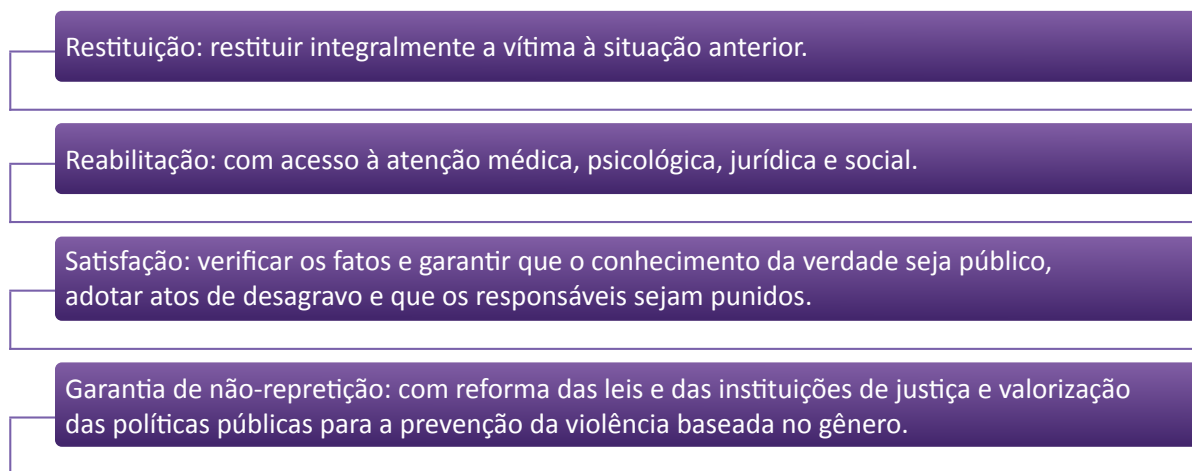 Restituição: restituir integralmente a vítima à situação anterior.
Reabilitação: com acesso à atenção médica, psicológica, jurídica e social.
Satisfação: verificar os fatos e garantir que o conhecimento da verdade seja público,
adotar atos de desagravo e que os responsáveis sejam punidos.
Garantia de não-repretição: com reforma das leis e das instituições de justiça e valorização
das políticas públicas para a prevenção da violência baseada no gênero.